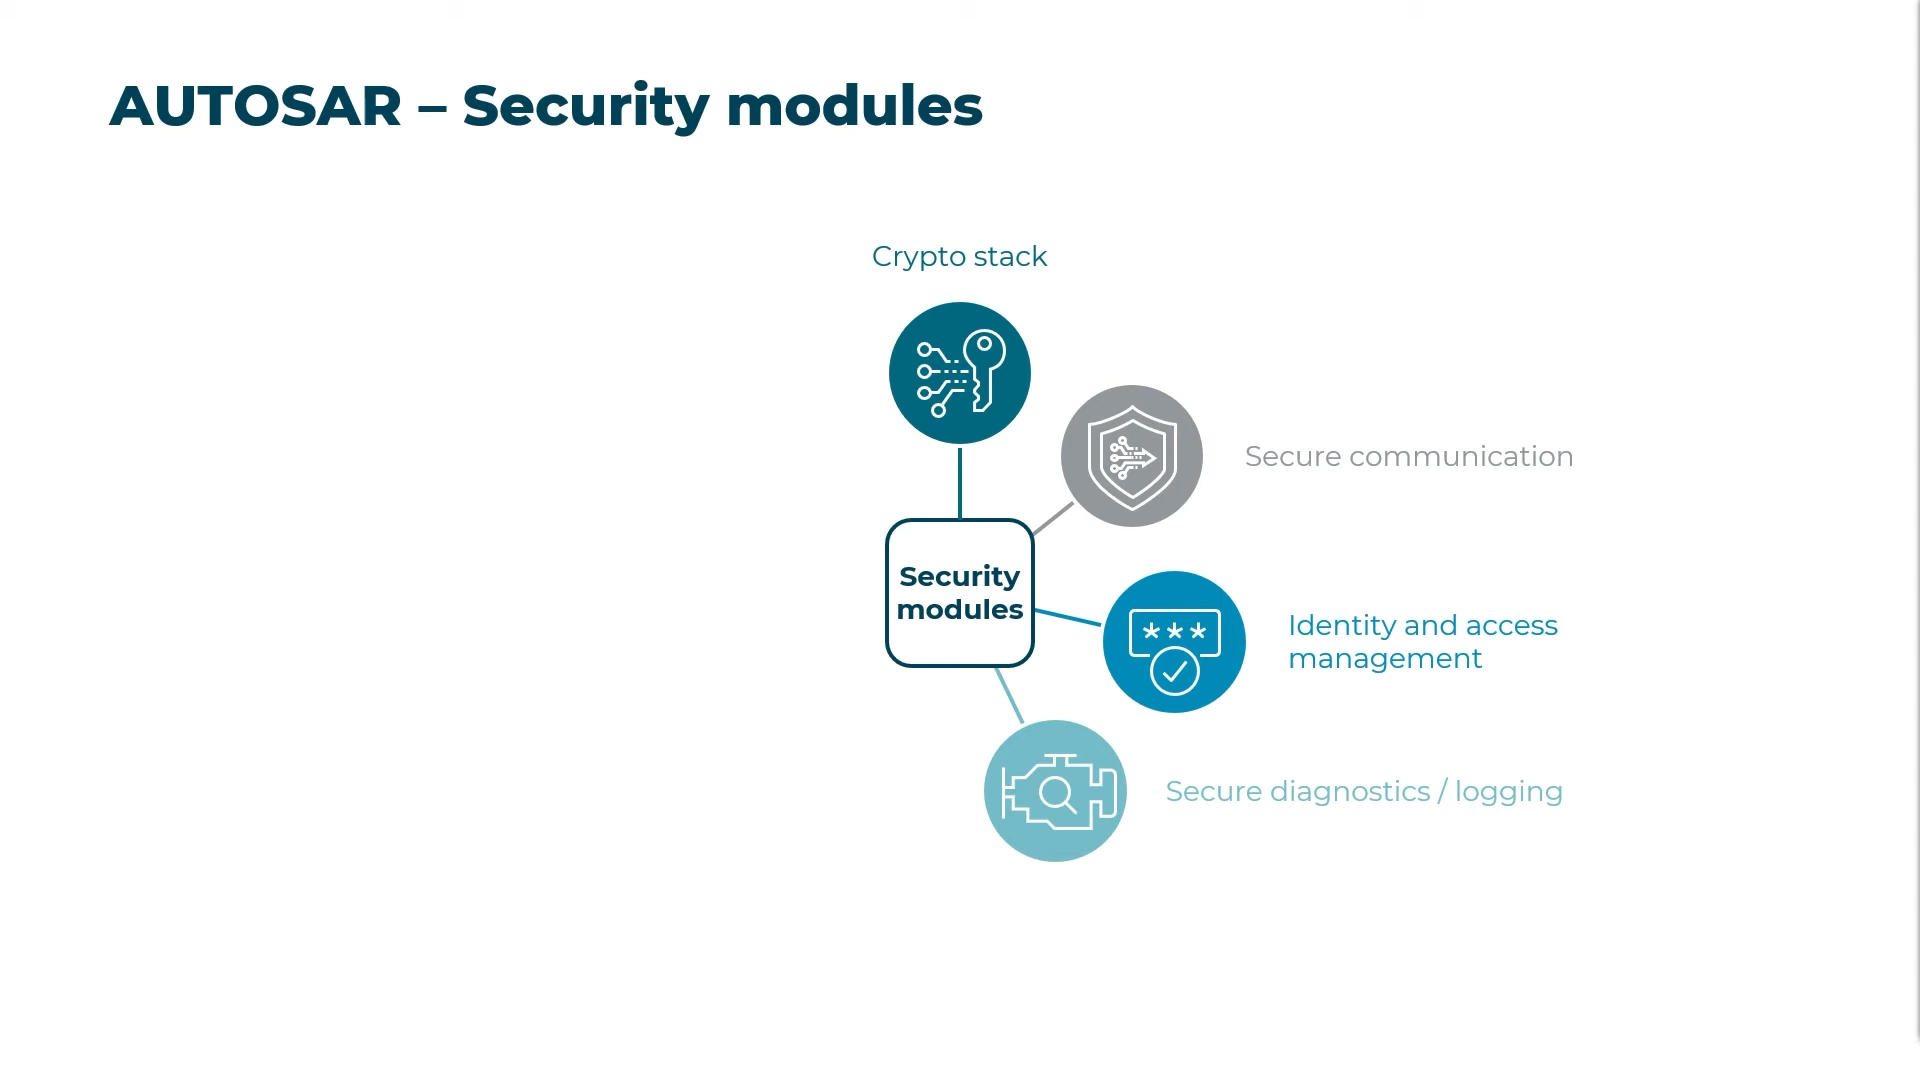 AUTOSAR – Security modules
Crypto stack
Secure communication
Security
modules
Identity and access
management
Secure diagnostics / logging